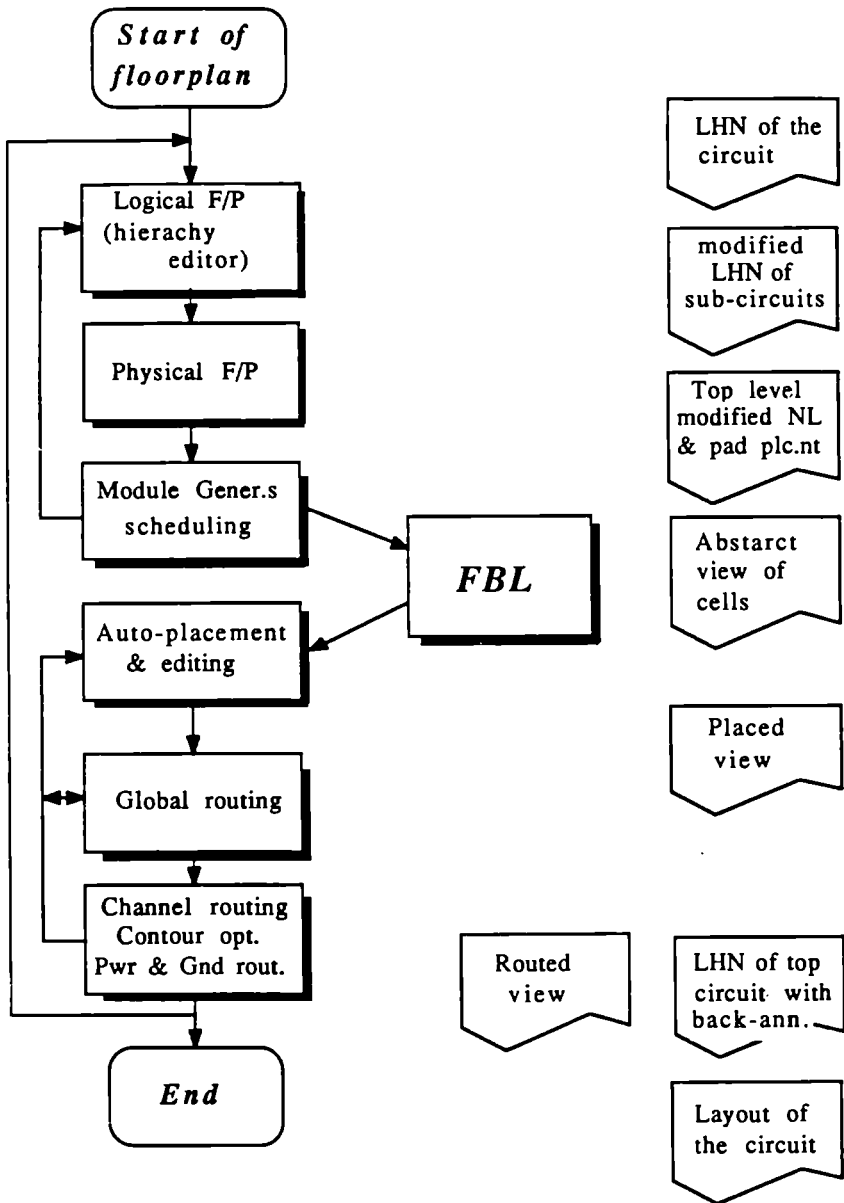 Start of
floorplan
Logical F/P
(hierachy
editor)
Physical F/P
Module Gener.s
scheduling
FBL
Auto-placement
& editing
Global routing
Channel routing
Contour opt.
Pwr & Gnd rout.
End
LHN of the
circuit
modified
LHN of
sub-circuits
Top level
modified NL
& pad plc.nt
Abstarct
view of
cells
Placed
view
Routed
view
LHN of top
circuit with
back-ann.
Layout of
the circuit